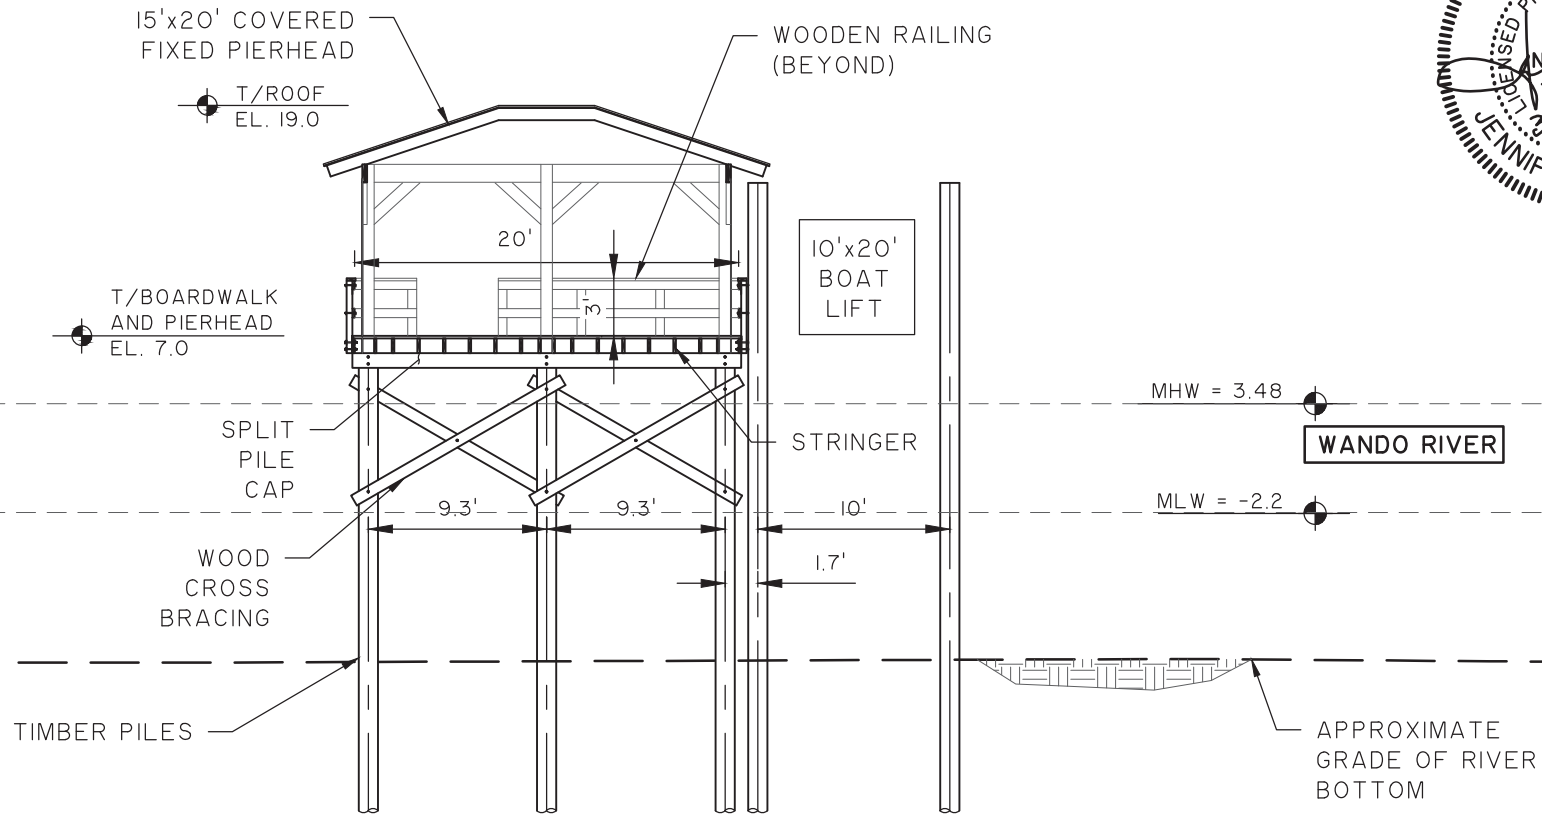 15'x20' COVERED
FIXED PIERHEAD
WOODEN RAILING
(BEYOND)
T/ROOF
EL. 19.0
LICENSED
JENNIF
20'
10'x20'
BOAT
LIFT
3'
T/BOARDWALK
AND PIERHEAD
EL. 7.0
MHW = 3.48
WANDO RIVER
SPLIT
PILE
CAP
STRINGER
MLW = -2.2
9.3'
9.3'
10'
1.7'
WOOD
CROSS
BRACING
TIMBER PILES
APPROXIMATE
GRADE OF RIVER
BOTTOM